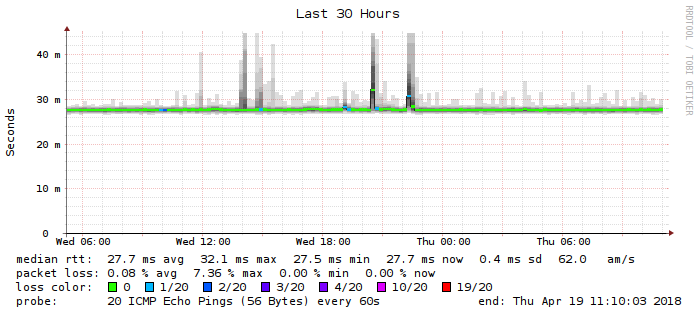 Last 30 Hours
RRDTOOL / TOBI OETIKER
Seconds
40 m
30 m
20 m
10 m
0
Wed 06:00 Wed 12:00 Wed 18:00 Thu 00:00 Thu 06:00
median rtt: 27.7 ms avg 32.1 ms max 27.5 ms min 27.7 ms now 0.4 ms sd 62.0 am/s
packet loss: 0.08 % avg 7.36 % max 0.00 % min 0.00 % now
loss color: 0 1/20 2/20 3/20 4/20 10/20 19/20
probe: 20 ICMP Echo Pings (56 Bytes) every 60s end: Thu Apr 19 11:10:03 2018